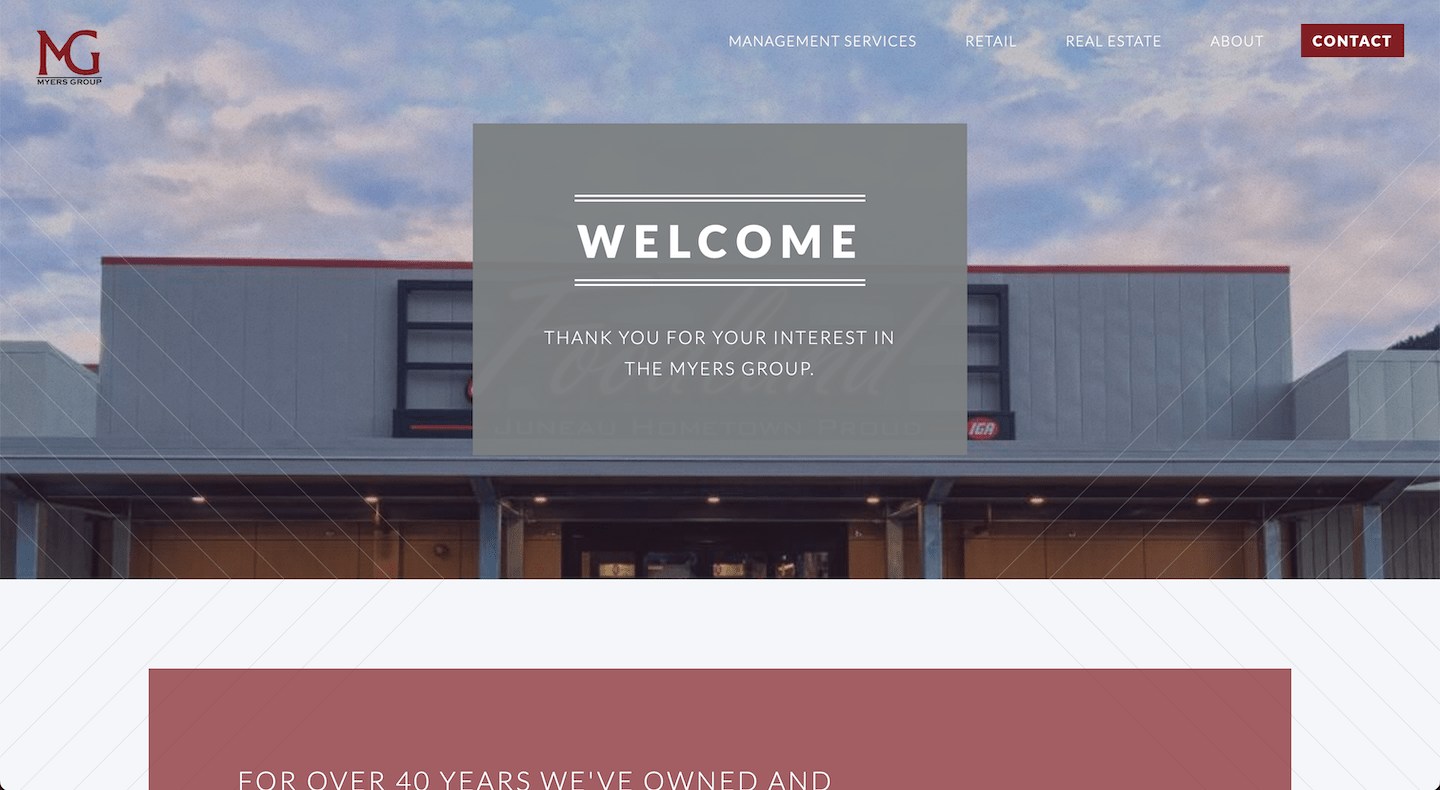 MG
MYERS GROUP
MANAGEMENT SERVICES
RETAIL
REAL ESTATE
ABOUT
CONTACT
WELCOME
THANK YOU FOR YOUR INTEREST IN
THE MYERS GROUP.
Foodland
JUNEAU HOMETOWN PROUD
IGA
FOR OVER 40 YEARS WE'VE OWNED AND